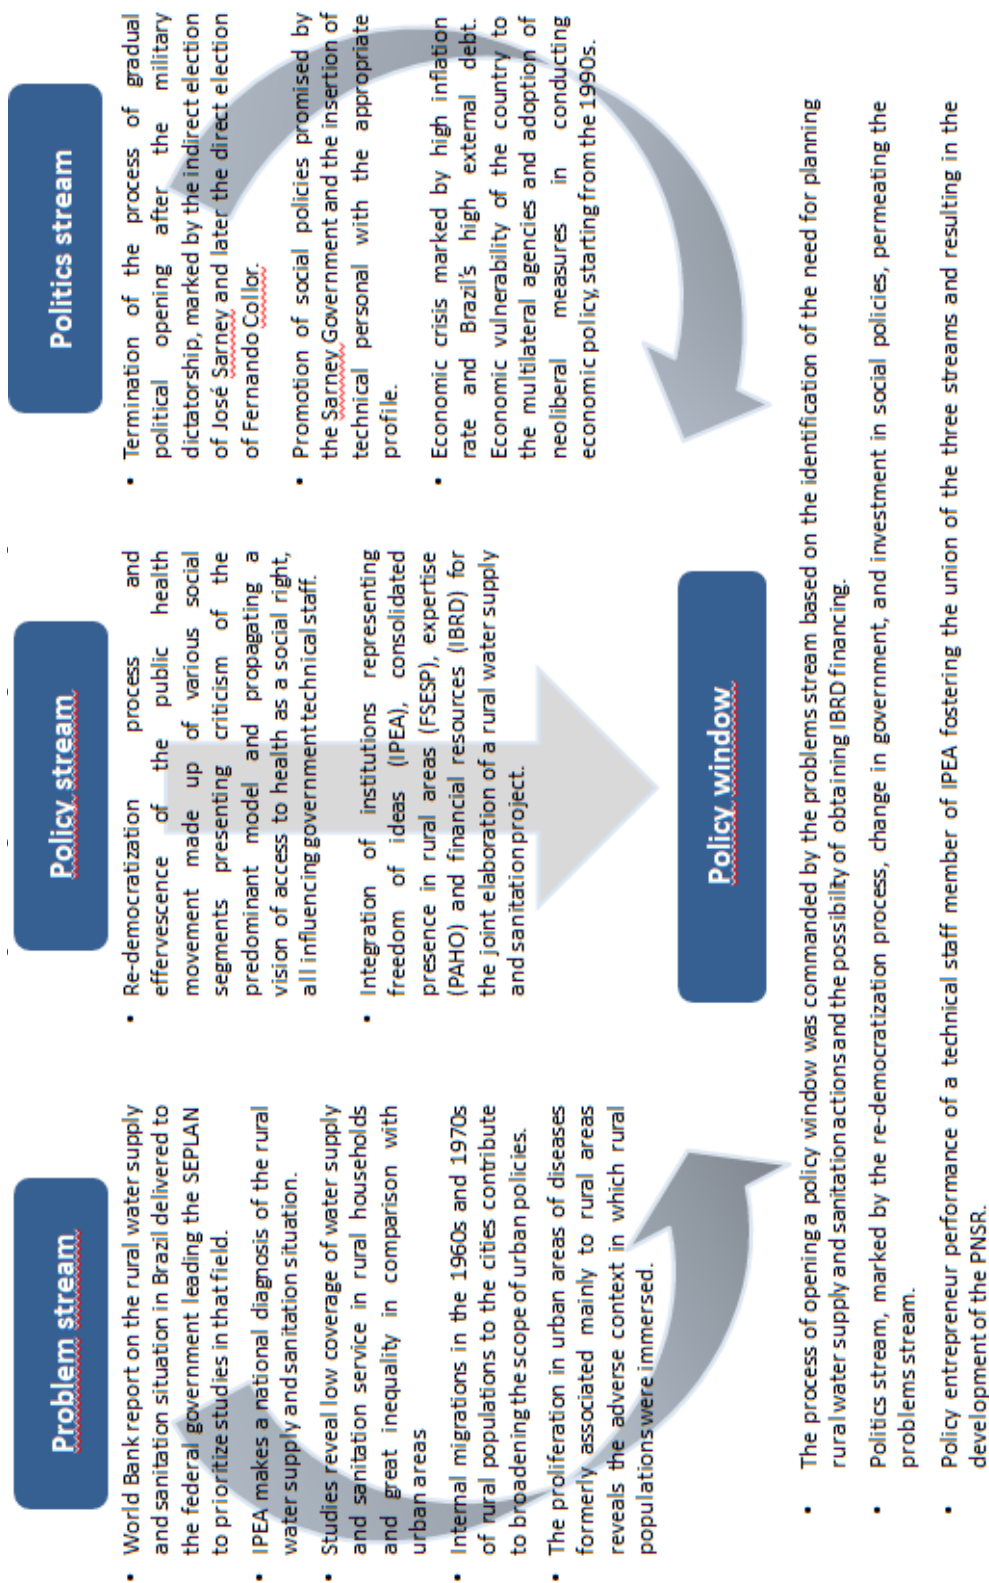 Problem stream
• World Bank report on the rural water supply
and sanitation situation in Brazil delivered to
the federal government leading the SEPLAN
to prioritize studies in that field.
• IPEA makes a national diagnosis of the rural
water supply and sanitation situation.
• Studies reveal low coverage of water supply
and sanitation service in rural households
and great inequality in comparison with
urban areas
• Internal migrations in the 1960s and 1970s
of rural populations to the cities contribute
to broadening the scope of urban policies.
• The proliferation in urban areas of diseases
formerly associated mainly to rural areas
reveals the adverse context in which rural
populations were immersed.
Policy stream
• Re-democratization process and
effervescence of the public health
movement made up of various social
segments presenting criticism of the
predominant model and propagating a
vision of access to health as a social right,
all influencing government technical staff.
• Integration of institutions representing
freedom of ideas (IPEA), consolidated
presence in rural areas (FSESP), expertise
(PAHO) and financial resources (IBRD) for
the joint elaboration of a rural water supply
and sanitation project.
Politics stream
• Termination of the process of gradual
political opening after the military
dictatorship, marked by the indirect election
of José Sarney and later the direct election
of Fernando Collor.
• Promotion of social policies promised by
the Sarney Government and the insertion of
technical personal with the appropriate
profile.
• Economic crisis marked by high inflation
rate and Brazil's high external debt.
Economic vulnerability of the country to
the multilateral agencies and adoption of
neoliberal measures in conducting
economic policy, starting from the 1990s.
Policy window
• The process of opening a policy window was commanded by the problems stream based on the identification of the need for planning
rural water supply and sanitation actions and the possibility of obtaining IBRD financing.
• Politics stream, marked by the re-democratization process, change in government, and investment in social policies, permeating the
problems stream.
• Policy entrepreneur performance of a technical staff member of IPEA fostering the union of the three streams and resulting in the
development of the PNSR.